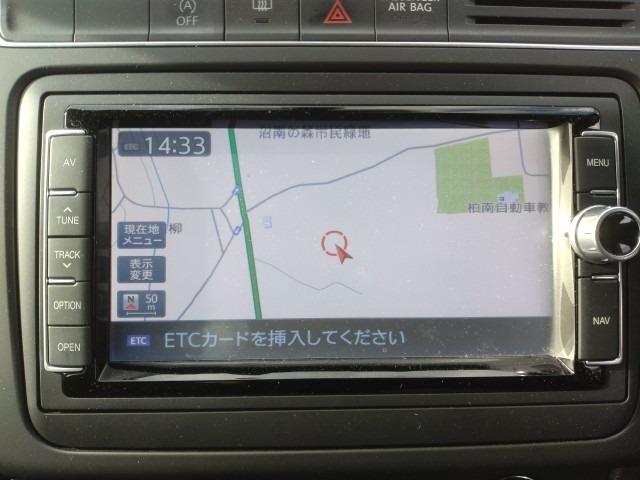 (A)
OFF
AIR BAG
AV
TUNE
TRACK
OPTION
OPEN
MENU
NAV
ETC 14:33
沼南の森市民緑地
柏南自動車教
柳
現在地
メニュー
表示
変更
N 50
m
ETC ETCカードを挿入してください